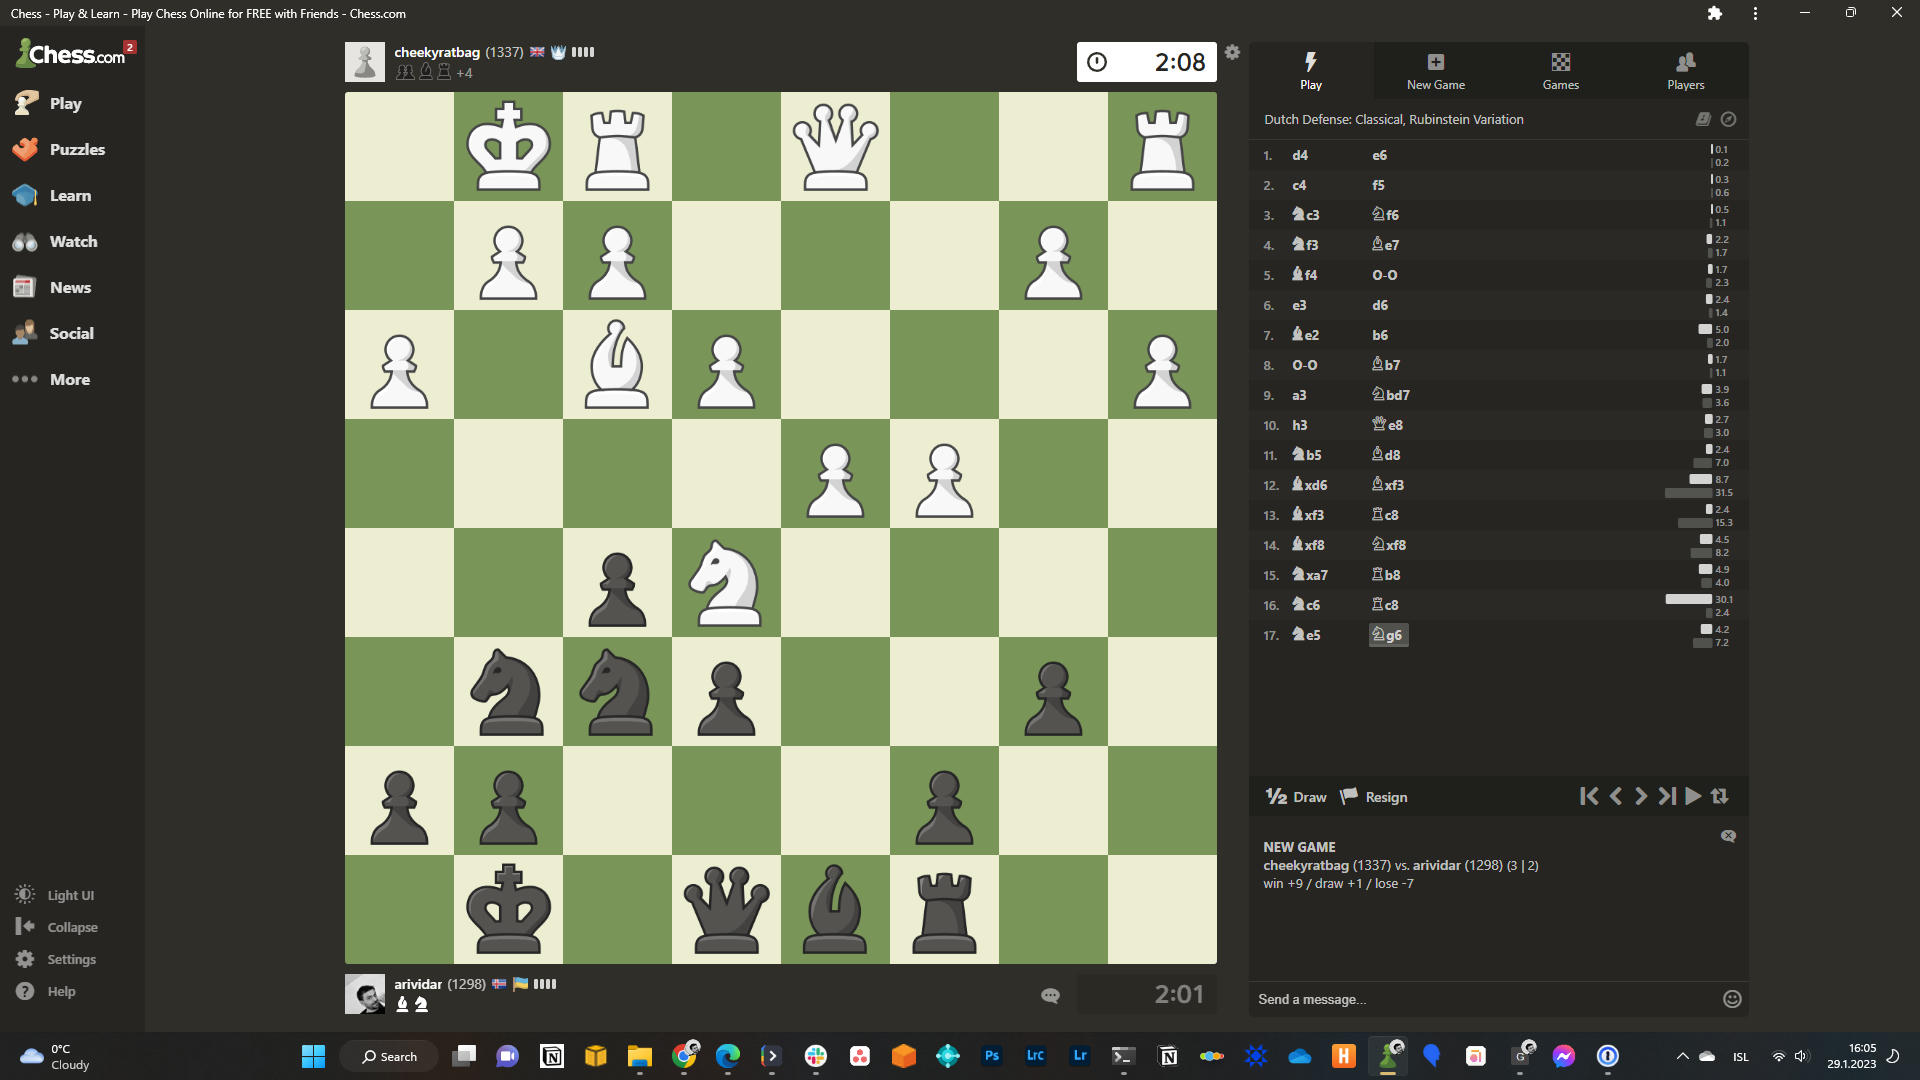 Chess - Play & Learn - Play Chess Online for FREE with Friends - Chess.com
Chess.com
2
Play
Puzzles
Learn
Watch
News
Social
More
Light UI
Collapse
Settings
Help
cheekyratbag (1337)
+4
2:08
arividar (1298)
2:01
Play
New Game
Games
Players
Dutch Defense: Classical, Rubinstein Variation
1. d4 e6 0.1 0.2
2. c4 f5 0.3 0.6
3. c3 f6 0.5 1.1
4. f3 e7 2.2 1.7
5. f4 O-O 1.7 2.3
6. e3 d6 2.4 1.4
7. e2 b6 5.0 2.0
8. O-O b7 1.7 1.1
9. a3 bd7 3.9 3.6
10. h3 e8 2.7 3.0
11. b5 d8 2.4 7.0
12. xd6 xf3 8.7 31.5
13. xf3 c8 2.4 15.3
14. xf8 xf8 4.5 8.2
15. xa7 b8 4.9 4.0
16. c6 c8 30.1 2.4
17. e5 g6 4.2 7.2
½ Draw Resign
NEW GAME
cheekyratbag (1337) vs. arividar (1298) (3 | 2)
win +9 / draw +1 / lose -7
Send a message...
0°C
Cloudy
Search
Ps
LrC
Lr
ISL
16:05
29.1.2023